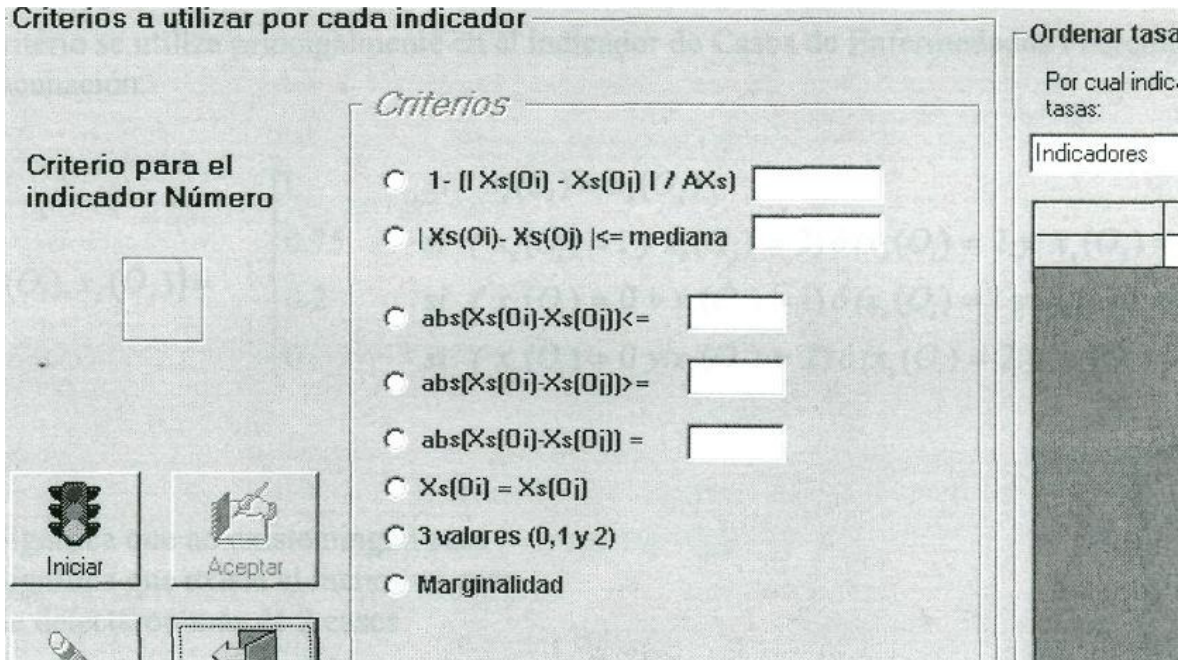 Criterios a utilizar por cada indicador
Criterios
Criterio para el
indicador Número
1- (| Xs(Oi) - Xs(Oj) | / AXs)
| Xs(Oi)- Xs(Oj) |<= mediana
abs(Xs(Oi)-Xs(Oj))<=
abs(Xs(Oi)-Xs(Oj))>=
abs(Xs(Oi)-Xs(Oj)) =
Xs(Oi) = Xs(Oj)
3 valores (0,1 y 2)
Marginalidad
Iniciar
Aceptar
Ordenar tasa
Por cual indica
tasas:
Indicadores